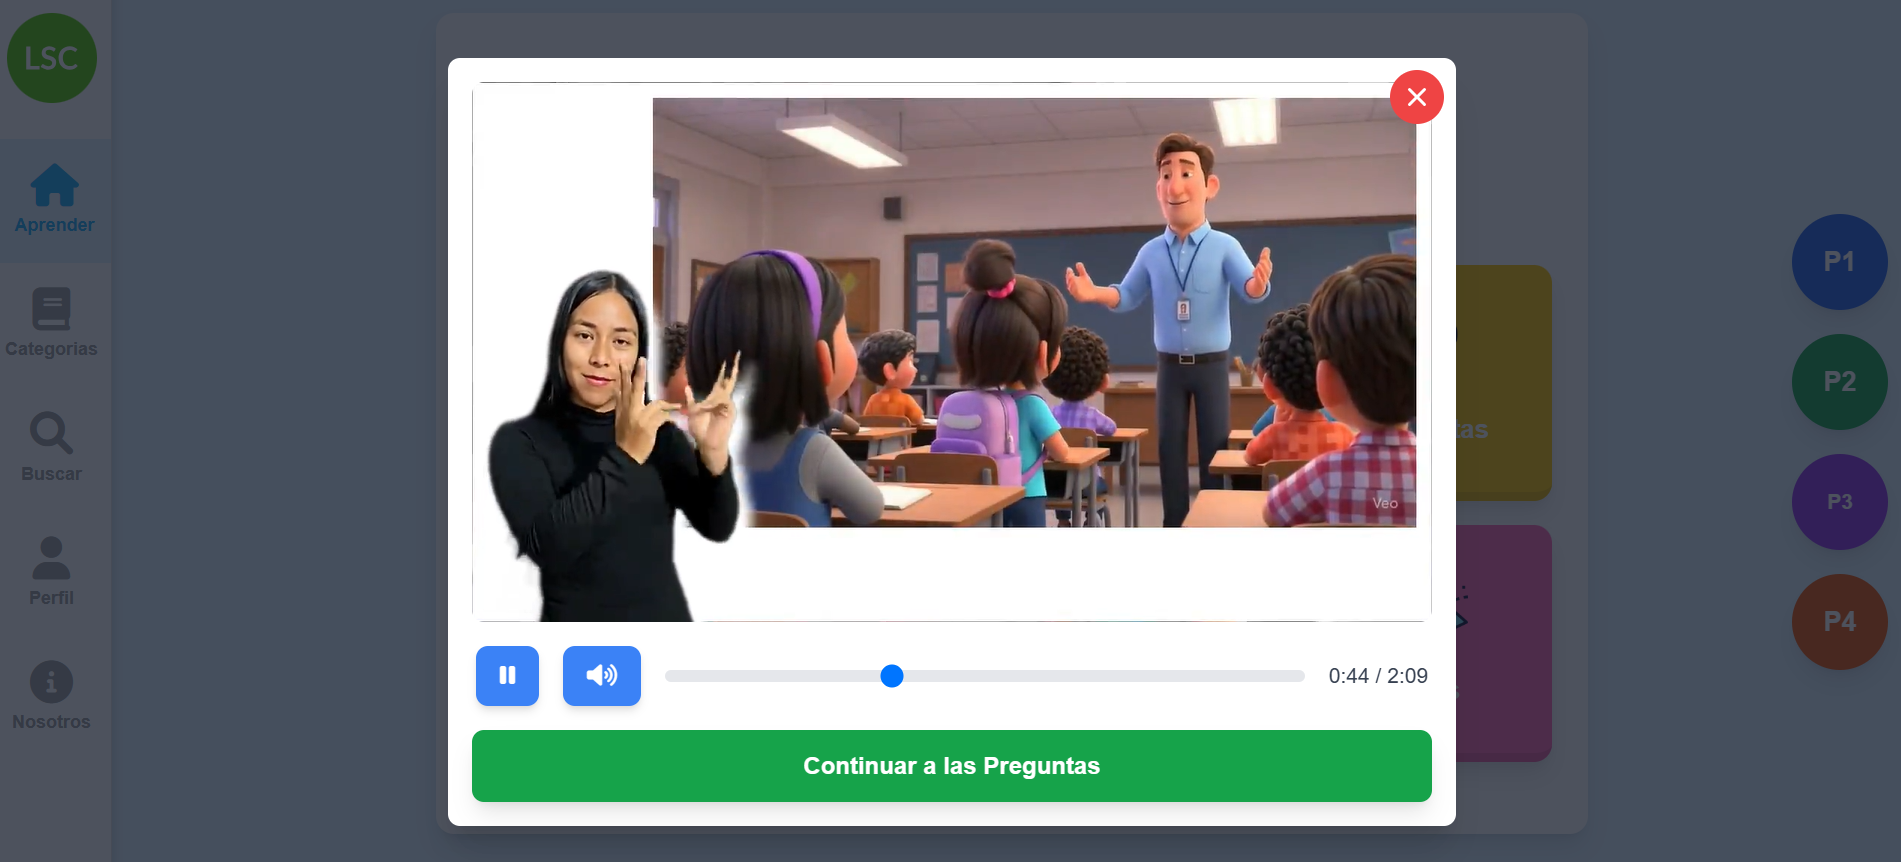 LSC
Aprender
Categorias
Buscar
Perfil
Nosotros
Veo
0:44 / 2:09
Continuar a las Preguntas
tas
s
P1
P2
P3
P4